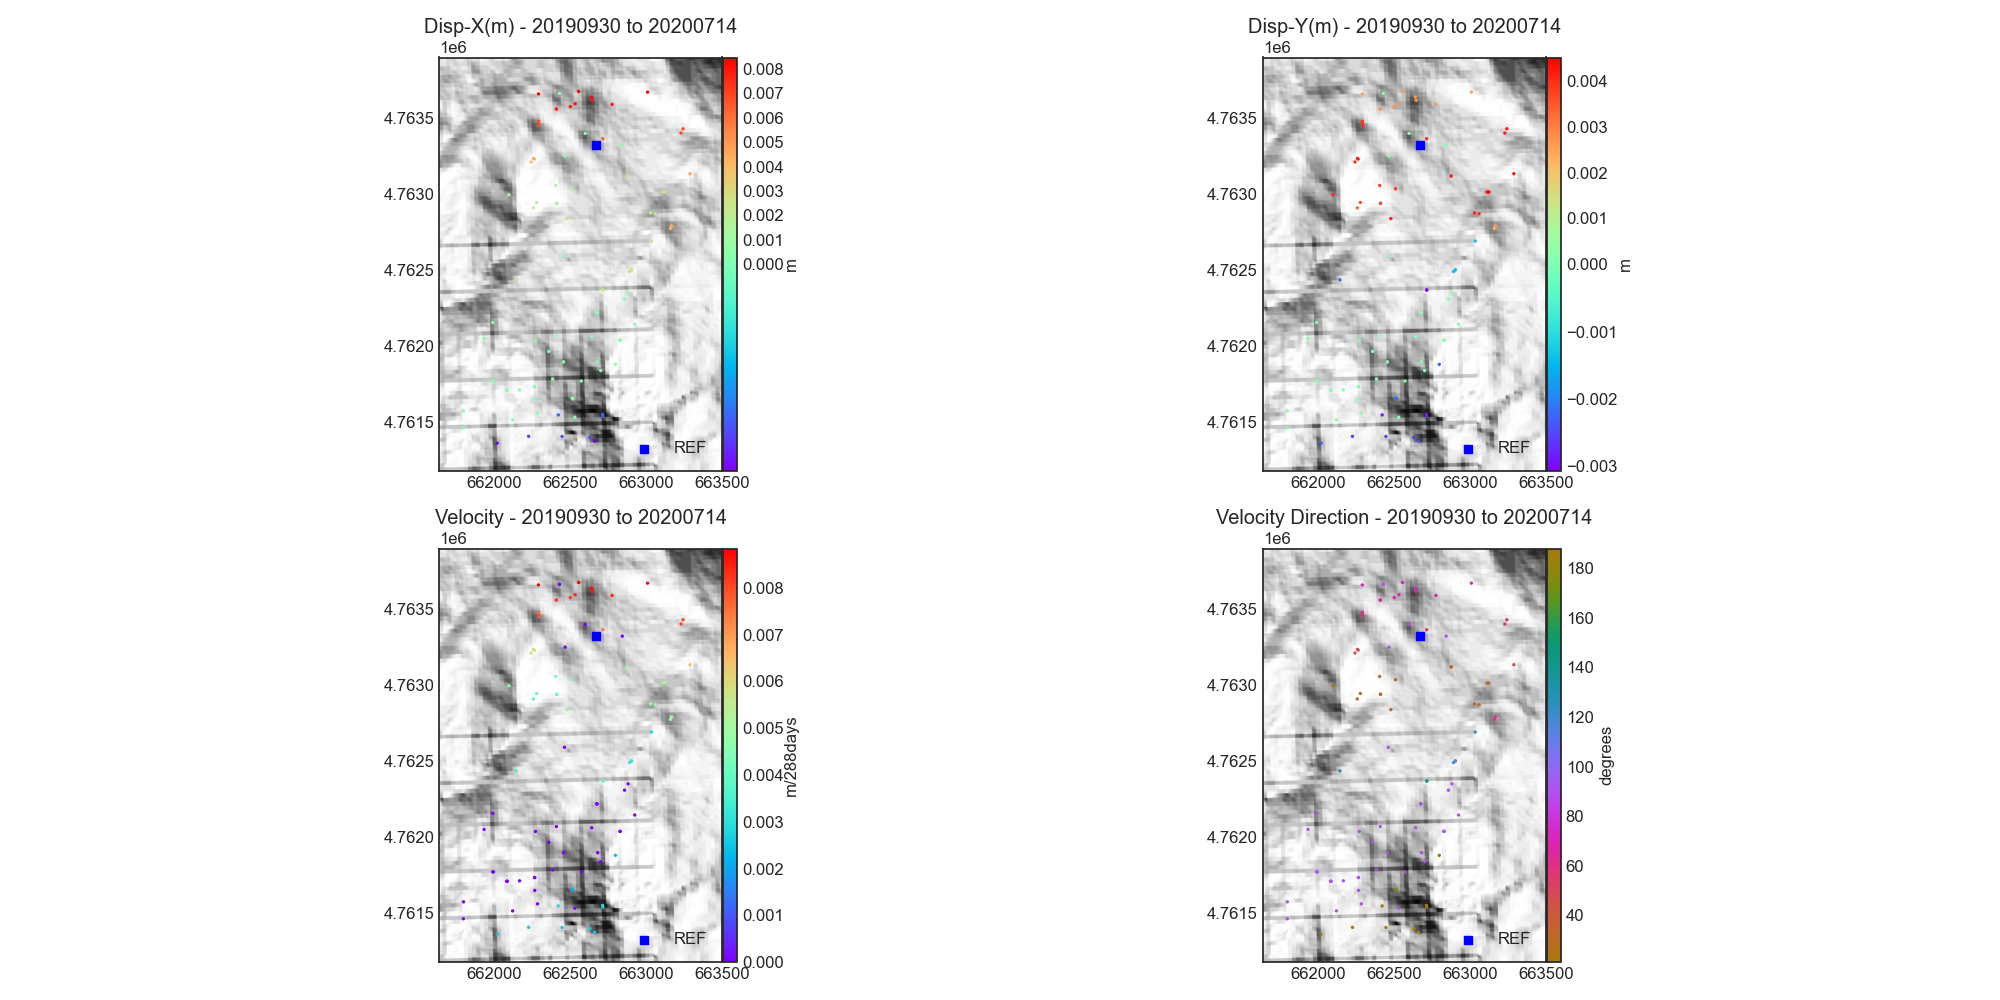 Disp-X(m) - 20190930 to 20200714
1e6
4.7635
4.7630
4.7625
4.7620
4.7615
662000 662500 663000 663500
0.008
0.007
0.006
0.005
0.004
0.003
0.002
0.001
0.000
m
REF
Disp-Y(m) - 20190930 to 20200714
1e6
4.7635
4.7630
4.7625
4.7620
4.7615
662000 662500 663000 663500
0.004
0.003
0.002
0.001
0.000
−0.001
−0.002
−0.003
m
REF
Velocity - 20190930 to 20200714
1e6
4.7635
4.7630
4.7625
4.7620
4.7615
662000 662500 663000 663500
0.008
0.007
0.006
0.005
0.004
0.003
0.002
0.001
0.000
m/288days
REF
Velocity Direction - 20190930 to 20200714
1e6
4.7635
4.7630
4.7625
4.7620
4.7615
662000 662500 663000 663500
180
160
140
120
100
80
60
40
degrees
REF